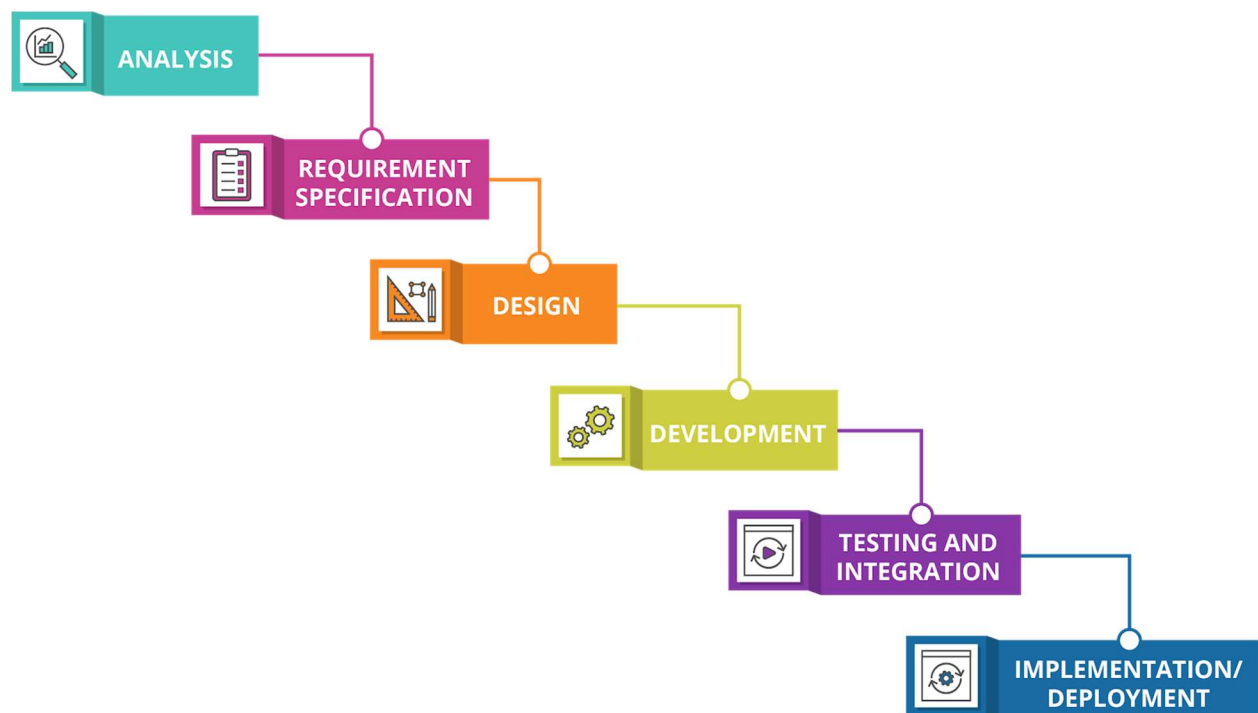 ANALYSIS
REQUIREMENT
SPECIFICATION
DESIGN
DEVELOPMENT
TESTING AND
INTEGRATION
IMPLEMENTATION/
DEPLOYMENT